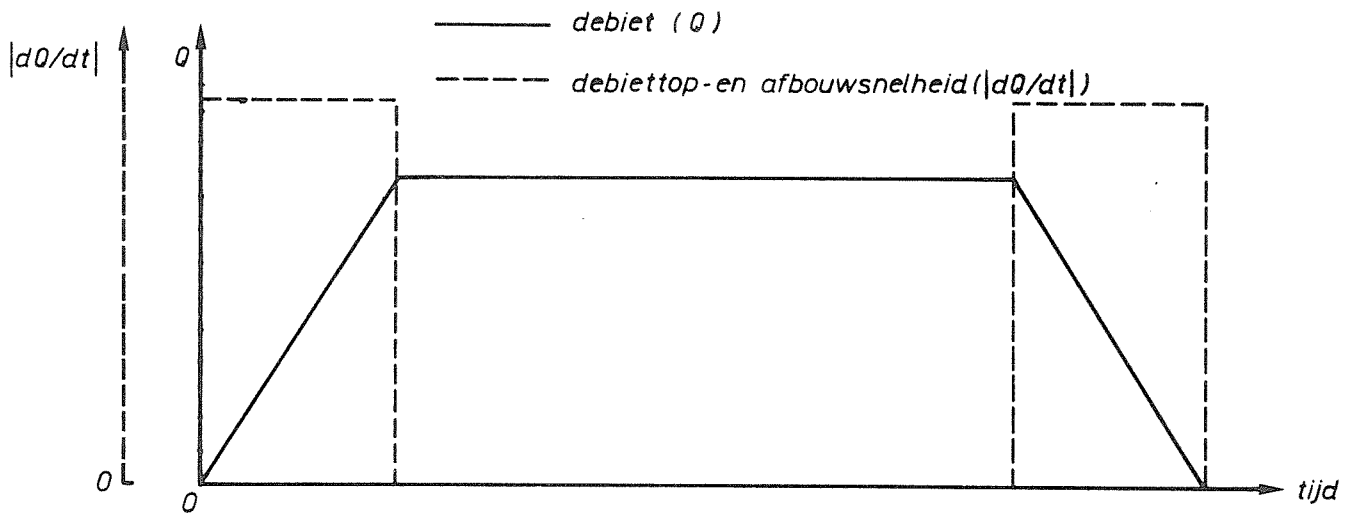 debiet (Q)
debiettop-en afbouwsnelheid (|dQ/dt|)
|dQ/dt|
Q
0
0
tijd